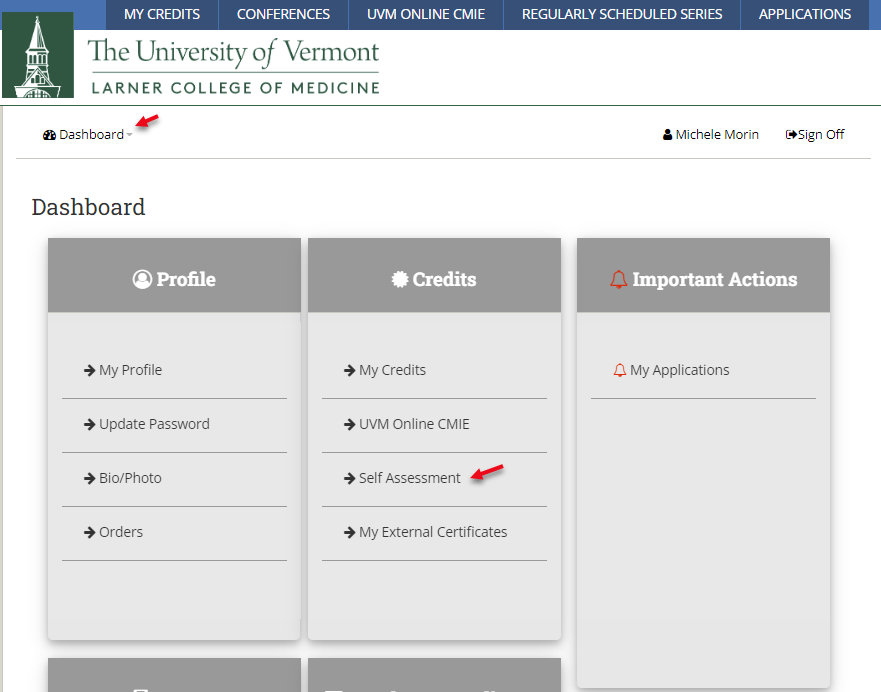 MY CREDITS CONFERENCES UVM ONLINE CMIE REGULARLY SCHEDULED SERIES APPLICATIONS
The University of Vermont
LARNER COLLEGE OF MEDICINE
Dashboard Michele Morin Sign Off
Dashboard
Profile
My Profile
Update Password
Bio/Photo
Orders
Credits
My Credits
UVM Online CMIE
Self Assessment
My External Certificates
Important Actions
My Applications